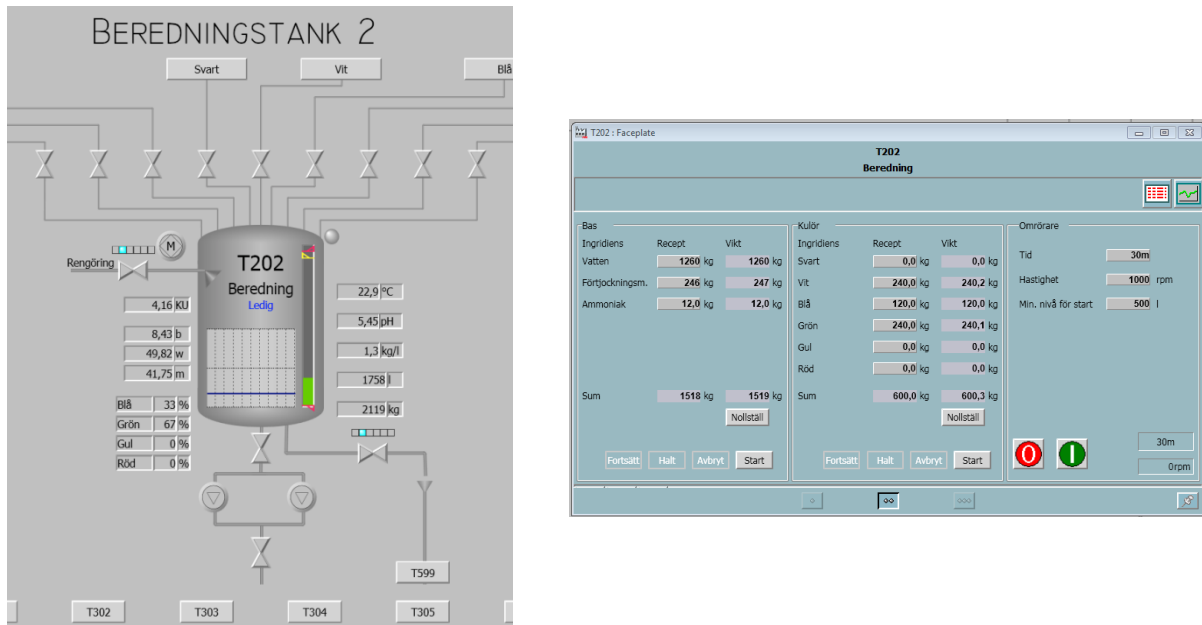 BEREDNINGSTANK 2
Svart Vit Blå
M
Rengöring
T202
Beredning
Ledig
4,16 KU
8,43 b
49,82 w
41,75 m
22,9 ºC
5,45 pH
1,3 kg/l
1758 l
2119 kg
Blå 33 %
Grön 67 %
Gul 0 %
Röd 0 %
T599
T302 T303 T304 T305
T202 : Faceplate
T202
Beredning
Bas
Ingridiens Recept Vikt
Vatten 1260 kg 1260 kg
Förtjockningsm. 246 kg 247 kg
Ammoniak 12,0 kg 12,0 kg
Sum 1518 kg 1519 kg
Nollställ
Fortsätt Halt Avbryt Start
Kulör
Ingridiens Recept Vikt
Svart 0,0 kg 0,0 kg
Vit 240,0 kg 240,2 kg
Blå 120,0 kg 120,0 kg
Grön 240,0 kg 240,1 kg
Gul 0,0 kg 0,0 kg
Röd 0,0 kg 0,0 kg
Sum 600,0 kg 600,3 kg
Nollställ
Fortsätt Halt Avbryt Start
Omrörare
Tid 30m
Hastighet 1000 rpm
Min. nivå för start 500 l
30m
0rpm